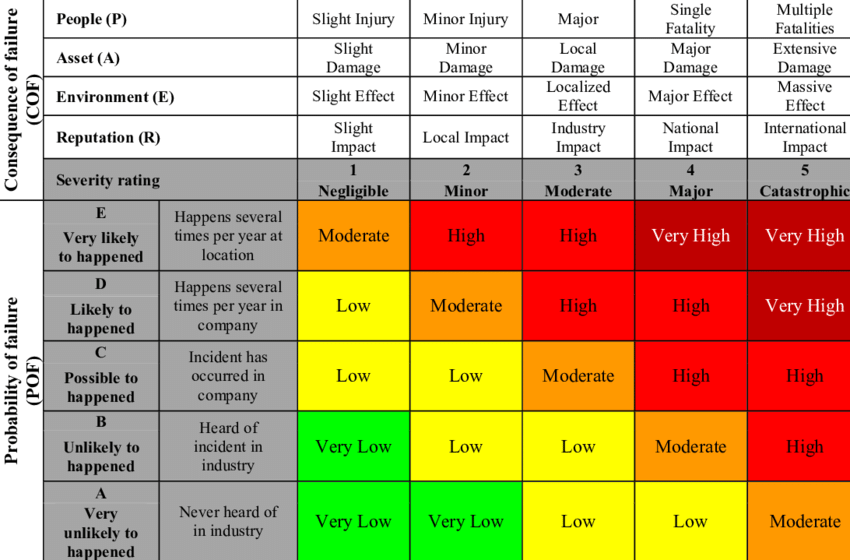 Consequence of failure
(COF)
People (P)
Slight Injury
Minor Injury
Major
Single
Fatality
Multiple
Fatalities
Asset (A)
Slight
Damage
Minor
Damage
Local
Damage
Major
Damage
Extensive
Damage
Environment (E)
Slight Effect
Minor Effect
Localized
Effect
Major Effect
Massive
Effect
Reputation (R)
Slight
Impact
Local Impact
Industry
Impact
National
Impact
International
Impact
Severity rating
1
Negligible
2
Minor
3
Moderate
4
Major
5
Catastrophic
Probability of failure
(POF)
E
Very likely
to happened
Happens several
times per year at
location
Moderate
High
High
Very High
Very High
D
Likely to
happened
Happens several
times per year in
company
Low
Moderate
High
High
Very High
C
Possible to
happened
Incident has
occurred in
company
Low
Low
Moderate
High
High
B
Unlikely to
happened
Heard of
incident in
industry
Very Low
Low
Low
Moderate
High
A
Very
unlikely to
happened
Never heard of
in industry
Very Low
Very Low
Low
Low
Moderate